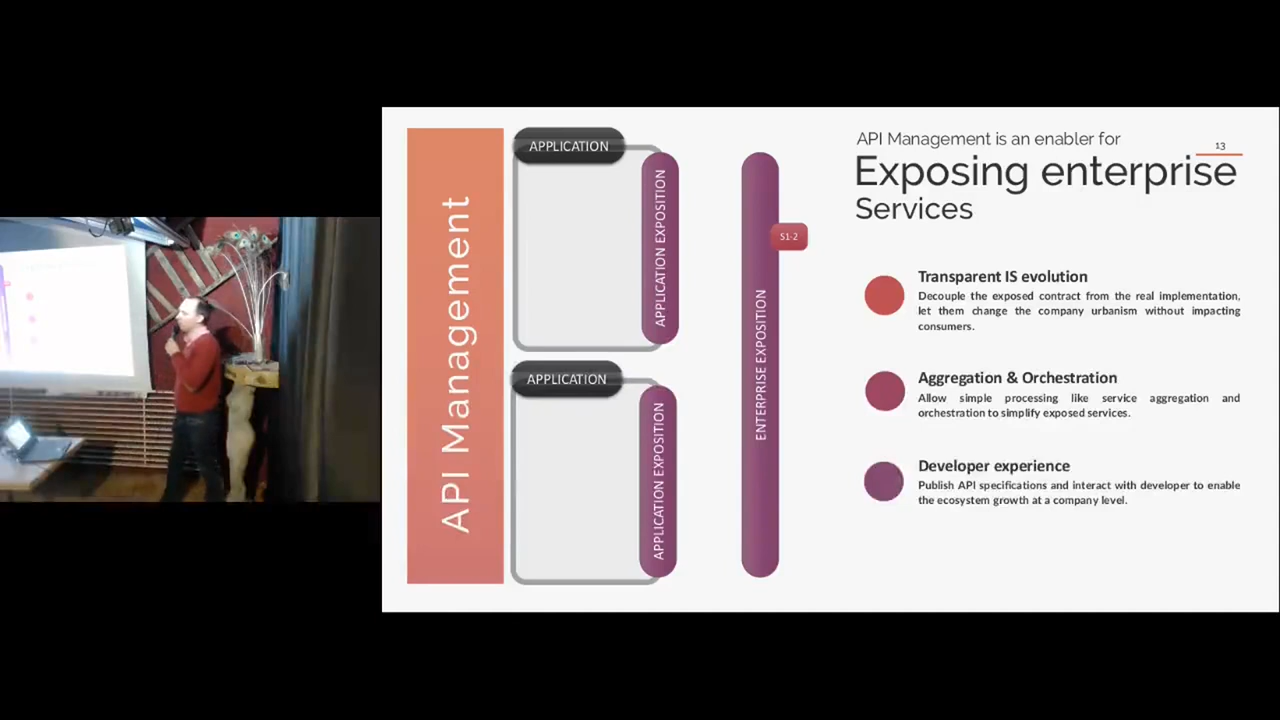 API Management
APPLICATION
APPLICATION EXPOSITION
APPLICATION
APPLICATION EXPOSITION
ENTERPRISE EXPOSITION
S1-2
API Management is an enabler for
13
Exposing enterprise
Services
Transparent IS evolution
Decouple the exposed contract from the real implementation,
let them change the company urbanism without impacting
consumers.
Aggregation & Orchestration
Allow simple processing like service aggregation and
orchestration to simplify exposed services.
Developer experience
Publish API specifications and interact with developer to enable
the ecosystem growth at a company level.